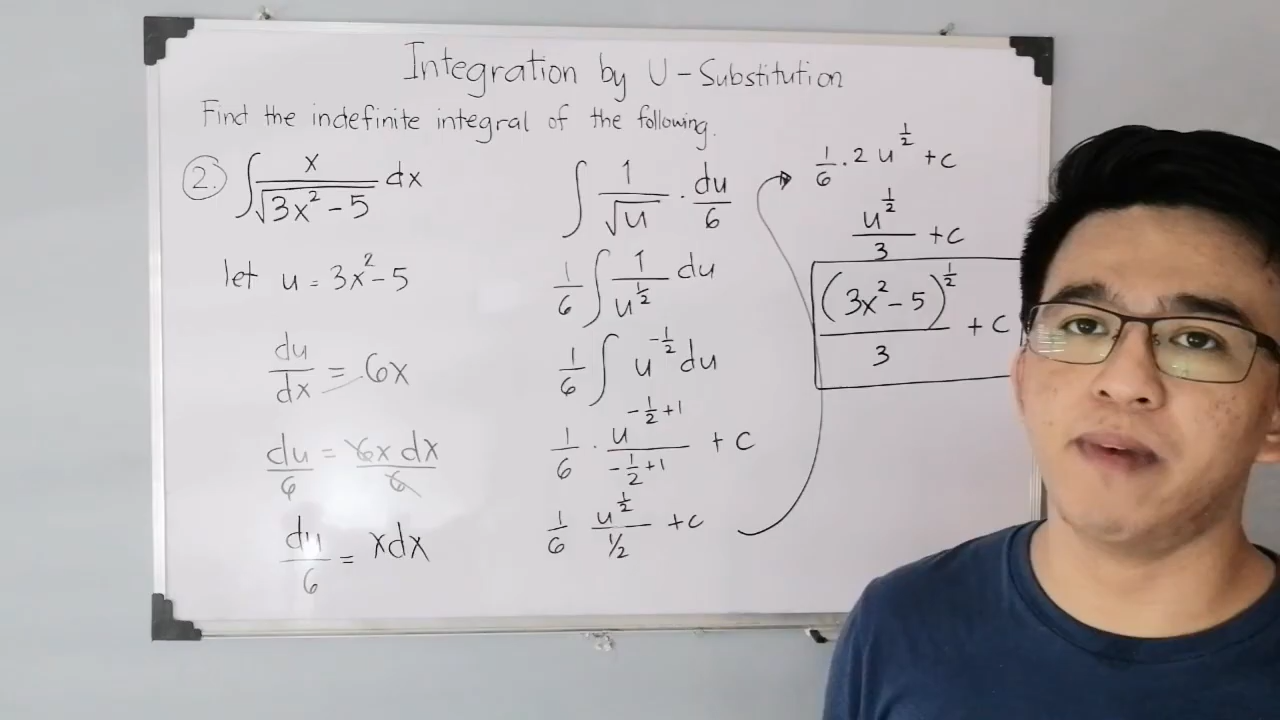 Integration by U-Substitution
Find the indefinite integral of the following.
2. ∫ x/√(3x² - 5) dx
let u = 3x² - 5
du/dx = 6x
du/6 = 6x dx/6
du/6 = xdx
∫ 1/√u · du/6
1/6 ∫ 1/u^(1/2) du
1/6 ∫ u^(-1/2) du
1/6 · u^(-1/2+1)/(-1/2+1) + C
1/6 u^(1/2)/(1/2) + C
1/6 · 2 u^(1/2) + C
u^(1/2)/3 + C
(3x² - 5)^(1/2)/3 + C